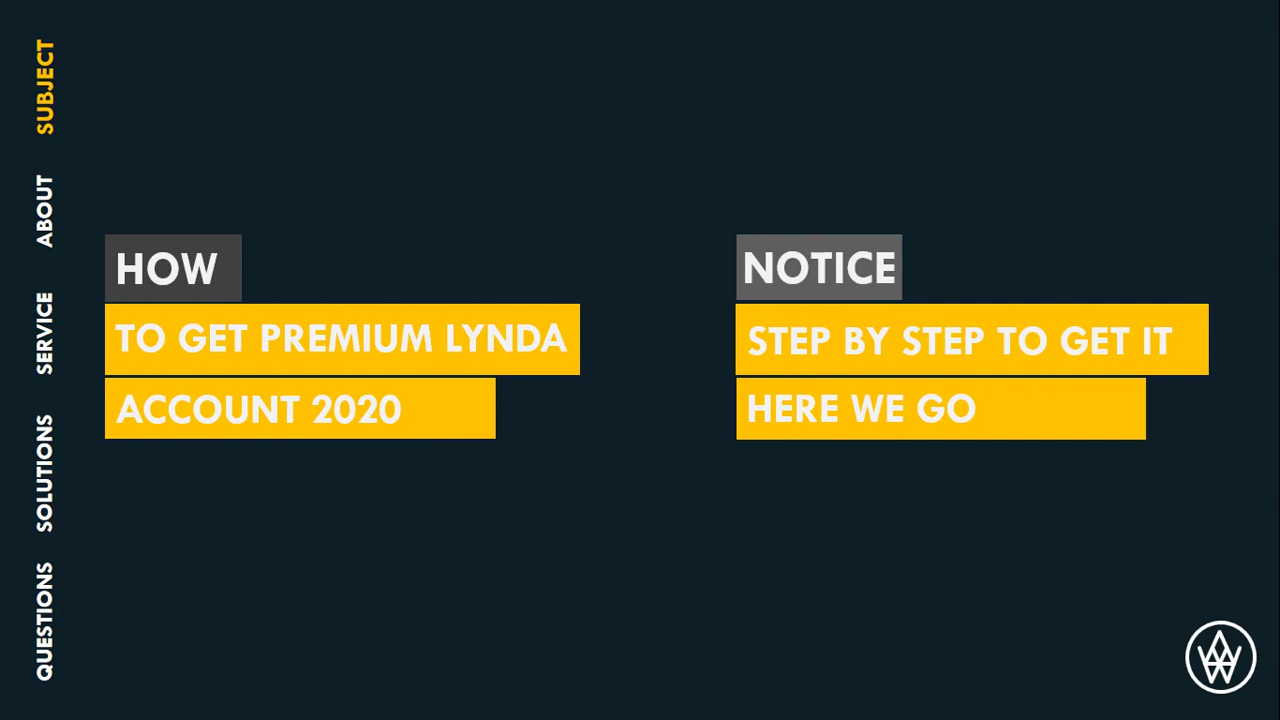 SUBJECT
ABOUT
SERVICE
SOLUTIONS
QUESTIONS
HOW
TO GET PREMIUM LYNDA
ACCOUNT 2020
NOTICE
STEP BY STEP TO GET IT
HERE WE GO